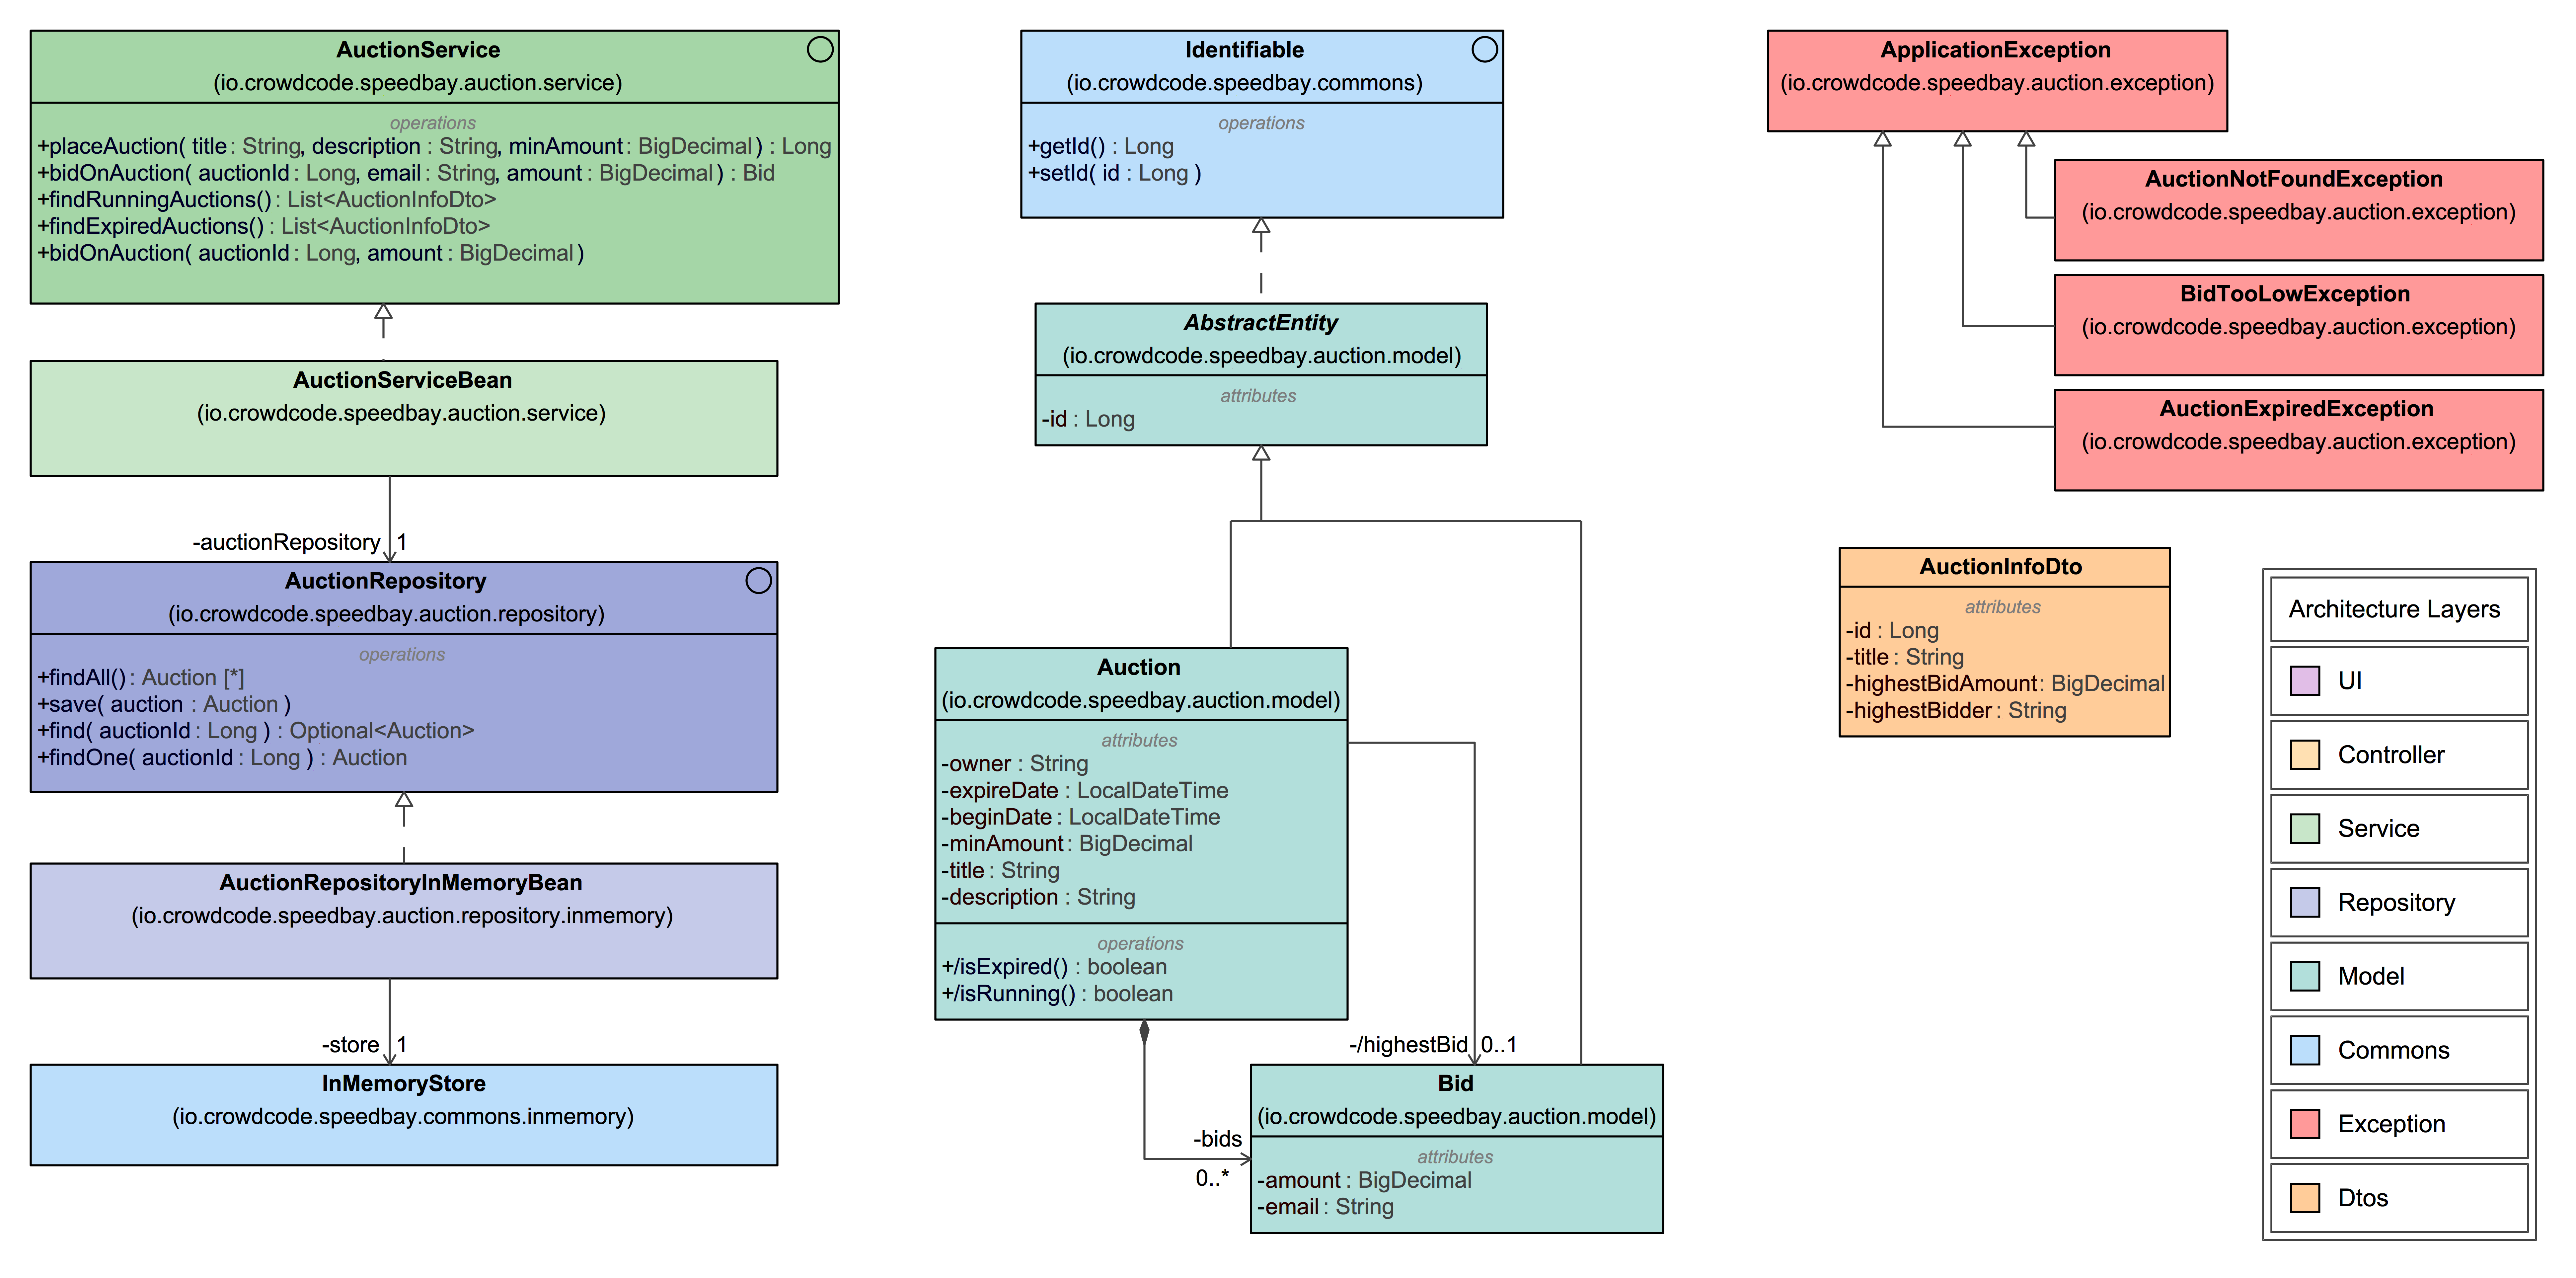 AuctionService
(io.crowdcode.speedbay.auction.service)
operations
+placeAuction( title : String, description : String, minAmount : BigDecimal ) : Long
+bidOnAuction( auctionId : Long, email : String, amount : BigDecimal ) : Bid
+findRunningAuctions() : List<AuctionInfoDto>
+findExpiredAuctions() : List<AuctionInfoDto>
+bidOnAuction( auctionId : Long, amount : BigDecimal )
AuctionServiceBean
(io.crowdcode.speedbay.auction.service)
-auctionRepository 1
AuctionRepository
(io.crowdcode.speedbay.auction.repository)
operations
+findAll() : Auction [*]
+save( auction : Auction )
+find( auctionId : Long ) : Optional<Auction>
+findOne( auctionId : Long ) : Auction
AuctionRepositoryInMemoryBean
(io.crowdcode.speedbay.auction.repository.inmemory)
-store 1
InMemoryStore
(io.crowdcode.speedbay.commons.inmemory)
Identifiable
(io.crowdcode.speedbay.commons)
operations
+getId() : Long
+setId( id : Long )
AbstractEntity
(io.crowdcode.speedbay.auction.model)
attributes
-id : Long
Auction
(io.crowdcode.speedbay.auction.model)
attributes
-owner : String
-expireDate : LocalDateTime
-beginDate : LocalDateTime
-minAmount : BigDecimal
-title : String
-description : String
operations
+/isExpired() : boolean
+/isRunning() : boolean
-/highestBid 0..1
-bids
0..*
Bid
(io.crowdcode.speedbay.auction.model)
attributes
-amount : BigDecimal
-email : String
ApplicationException
(io.crowdcode.speedbay.auction.exception)
AuctionNotFoundException
(io.crowdcode.speedbay.auction.exception)
BidTooLowException
(io.crowdcode.speedbay.auction.exception)
AuctionExpiredException
(io.crowdcode.speedbay.auction.exception)
AuctionInfoDto
attributes
-id : Long
-title : String
-highestBidAmount : BigDecimal
-highestBidder : String
Architecture Layers
UI
Controller
Service
Repository
Model
Commons
Exception
Dtos